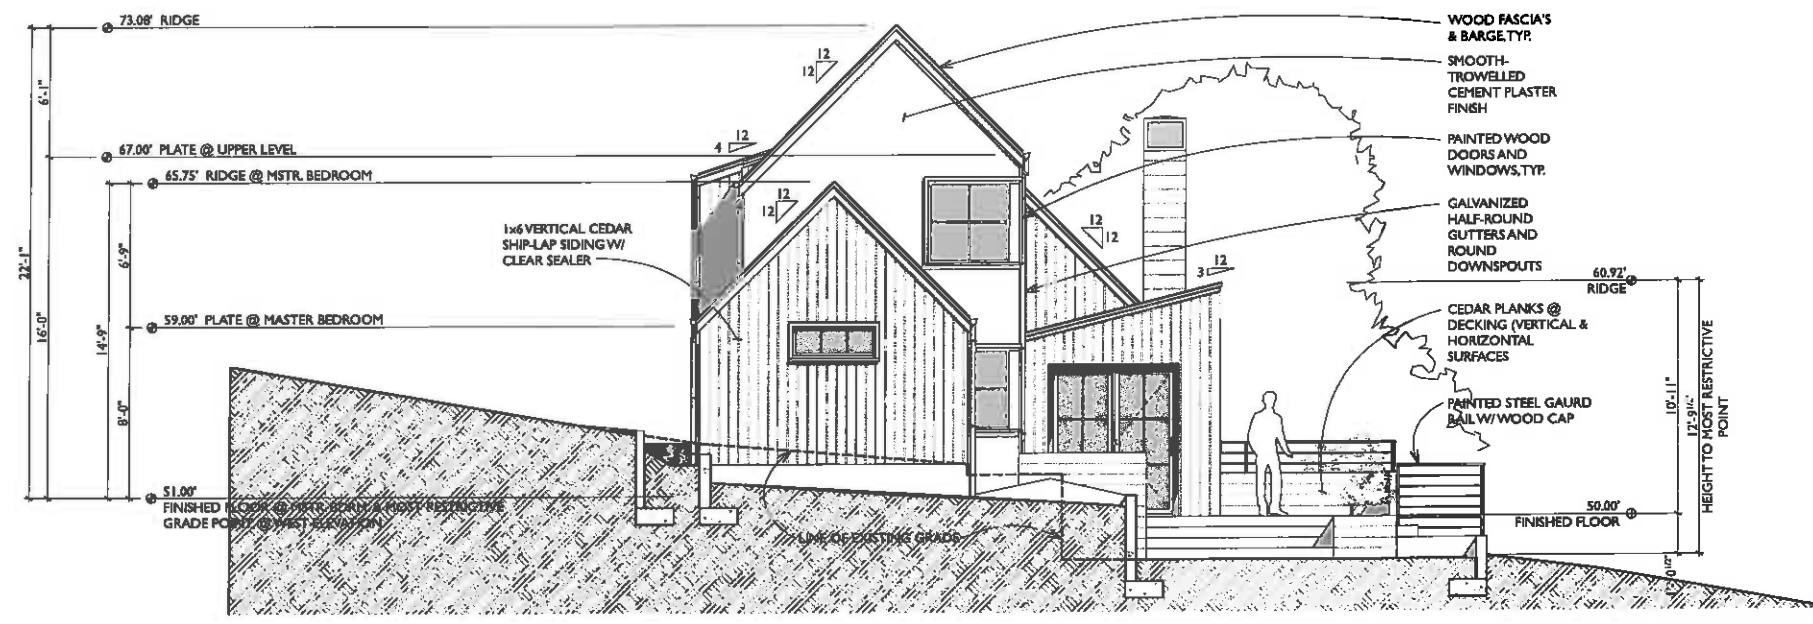 73.08' RIDGE
67.00' PLATE @ UPPER LEVEL
65.75' RIDGE @ MSTR. BEDROOM
59.00' PLATE @ MASTER BEDROOM
51.00'
FINISHED FLOOR @ MSTR. BDRM & MOST RESTRICTIVE
GRADE POINT @ WEST ELEVATION
6'-1"
22'-1"
16'-0"
6'-9"
14'-9"
8'-0"
12
12
12
4
12
12
12
12
12
3
1x6 VERTICAL CEDAR
SHIP-LAP SIDING W/
CLEAR SEALER
LINE OF EXISTING GRADE
WOOD FASCIA'S
& BARGE, TYP.
SMOOTH-
TROWELLED
CEMENT PLASTER
FINISH
PAINTED WOOD
DOORS AND
WINDOWS, TYP.
GALVANIZED
HALF-ROUND
GUTTERS AND
ROUND
DOWNSPOUTS
CEDAR PLANKS @
DECKING (VERTICAL &
HORIZONTAL
SURFACES
PAINTED STEEL GAURD
RAIL W/ WOOD CAP
60.92'
RIDGE
50.00'
FINISHED FLOOR
10'-11"
HEIGHT TO MOST RESTRICTIVE
POINT